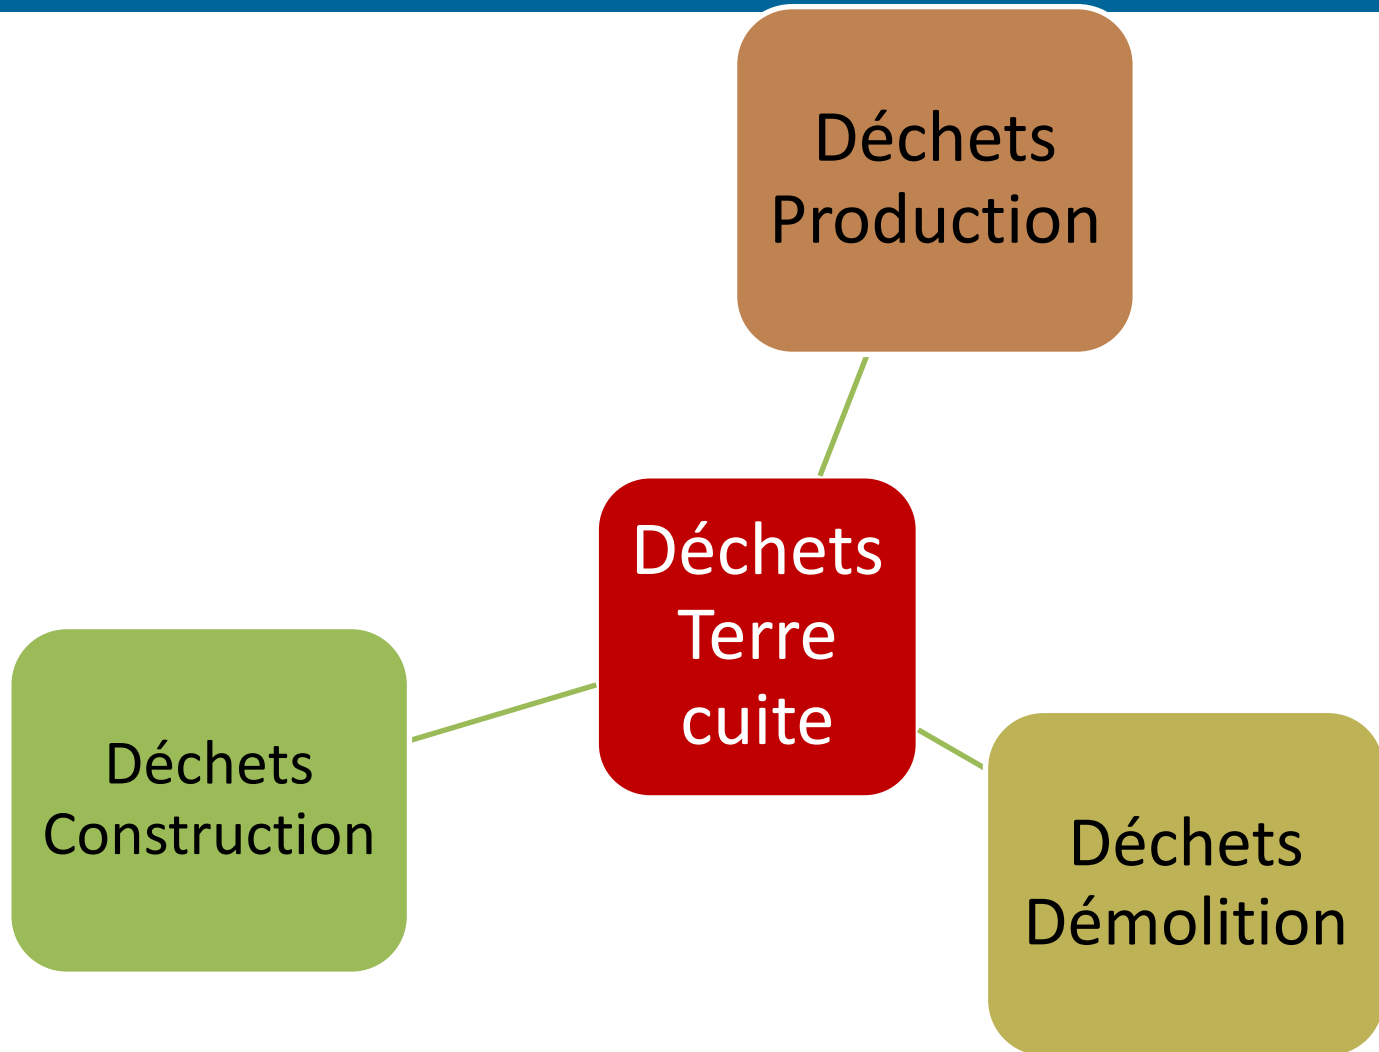 Déchets
Production
Déchets
Terre
cuite
Déchets
Construction
Déchets
Démolition